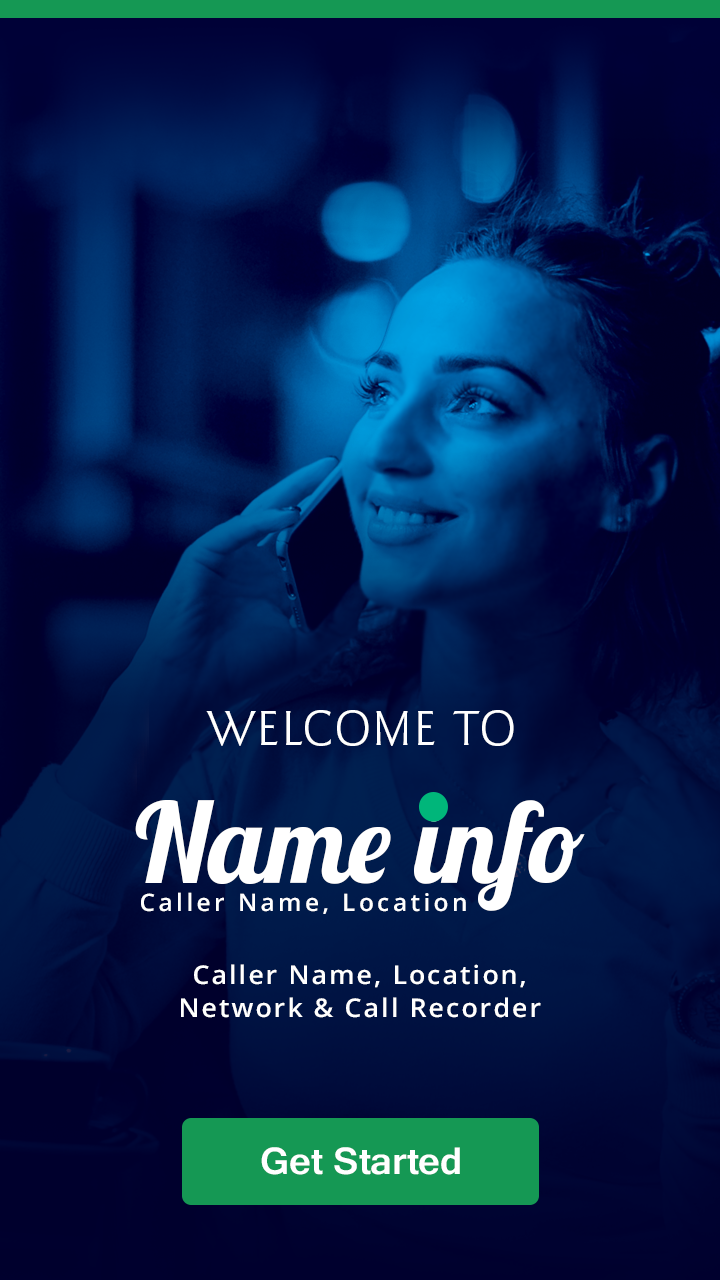 WELCOME TO
Name info
Caller Name, Location
Caller Name, Location,
Network & Call Recorder
Get Started